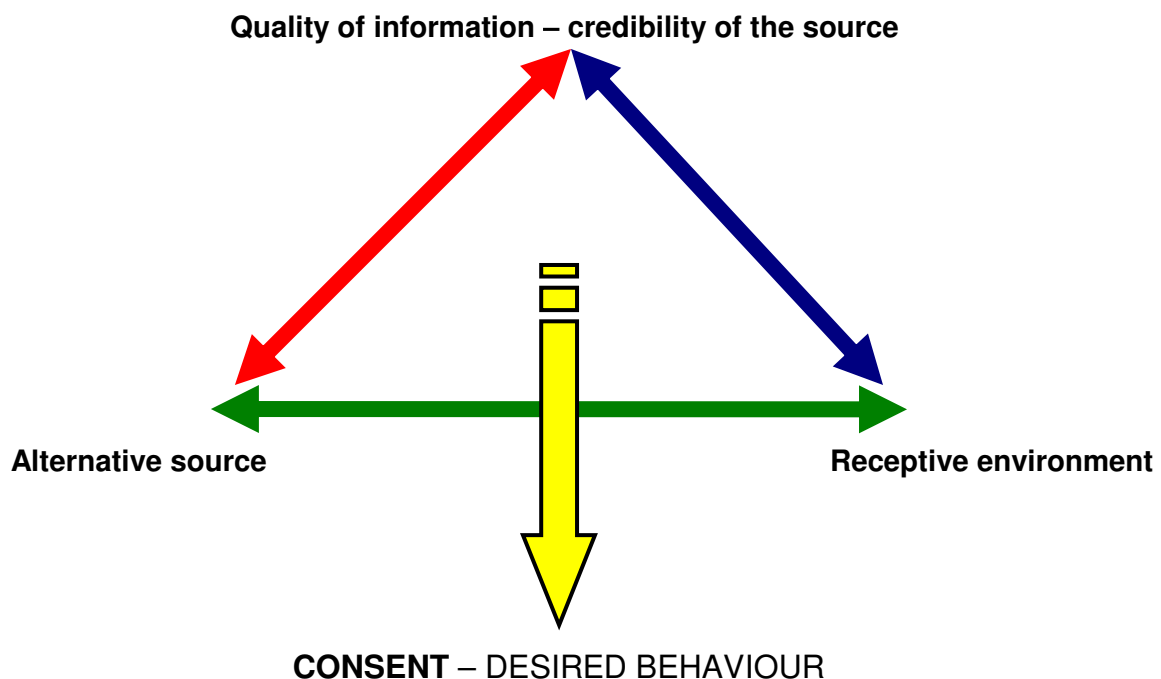 Quality of information – credibility of the source
Alternative source
Receptive environment
CONSENT – DESIRED BEHAVIOUR